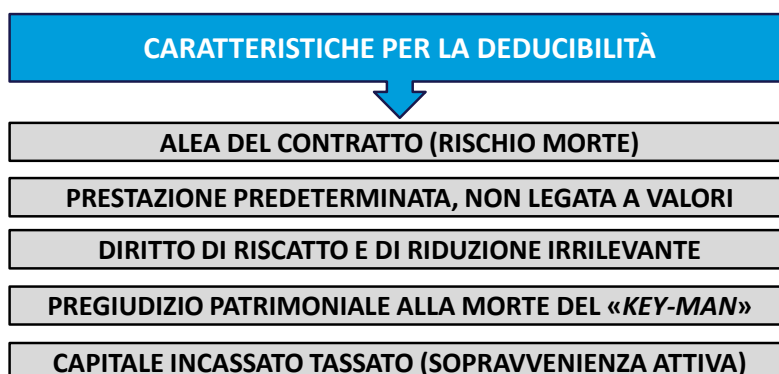 CARATTERISTICHE PER LA DEDUCIBILITÀ
ALEA DEL CONTRATTO (RISCHIO MORTE)
PRESTAZIONE PREDETERMINATA, NON LEGATA A VALORI
DIRITTO DI RISCATTO E DI RIDUZIONE IRRILEVANTE
PREGIUDIZIO PATRIMONIALE ALLA MORTE DEL «KEY-MAN»
CAPITALE INCASSATO TASSATO (SOPRAVVENIENZA ATTIVA)